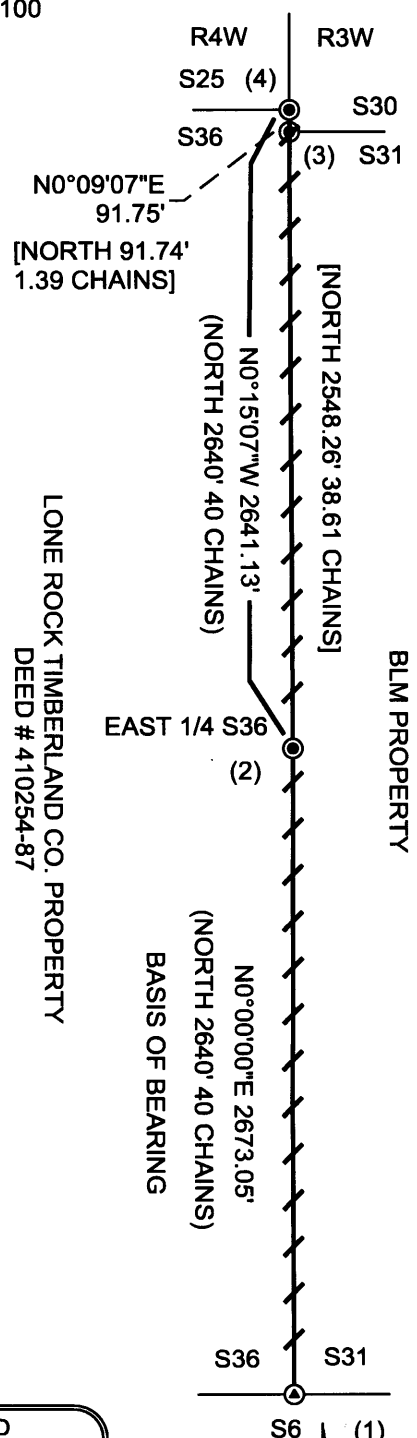 100
R4W
R3W
S25 (4)
S30
S36
(3) S31
N0°09'07"E
91.75'
[NORTH 91.74'
1.39 CHAINS]
[NORTH 2548.26' 38.61 CHAINS]
N0°15'07"W 2641.13'
(NORTH 2640' 40 CHAINS)
LONE ROCK TIMBERLAND CO. PROPERTY
DEED # 410254-87
BLM PROPERTY
EAST 1/4 S36
(2)
N0°00'00"E 2673.05'
(NORTH 2640' 40 CHAINS)
BASIS OF BEARING
S36
S31
S6
(1)